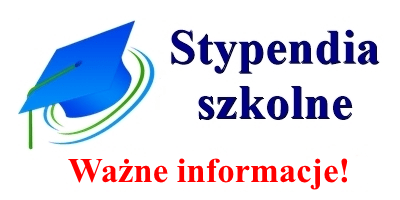 Stypendia
szkolne
Ważne informacje!